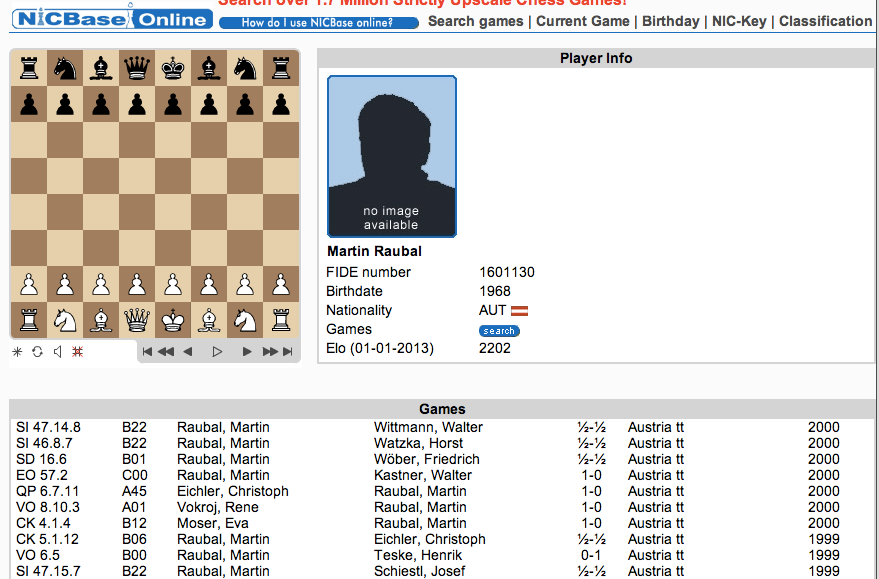 Search over 1.7 Million Strictly Upscale Chess Games!
NICBase Online
How do I use NICBase online?
Search games | Current Game | Birthday | NIC-Key | Classification
Player Info
no image
available
Martin Raubal
FIDE number 1601130
Birthdate 1968
Nationality AUT
Games search
Elo (01-01-2013) 2202
Games
SI 47.14.8 B22 Raubal, Martin Wittmann, Walter ½-½ Austria tt 2000
SI 46.8.7 B22 Raubal, Martin Watzka, Horst ½-½ Austria tt 2000
SD 16.6 B01 Raubal, Martin Wöber, Friedrich ½-½ Austria tt 2000
EO 57.2 C00 Raubal, Martin Kastner, Walter 1-0 Austria tt 2000
QP 6.7.11 A45 Eichler, Christoph Raubal, Martin 1-0 Austria tt 2000
VO 8.10.3 A01 Vokroj, Rene Raubal, Martin 1-0 Austria tt 2000
CK 4.1.4 B12 Moser, Eva Raubal, Martin 1-0 Austria tt 2000
CK 5.1.12 B06 Raubal, Martin Eichler, Christoph ½-½ Austria tt 1999
VO 6.5 B00 Raubal, Martin Teske, Henrik 0-1 Austria tt 1999
SI 47.15.7 B22 Raubal, Martin Schiestl, Josef ½-½ Austria tt 1999